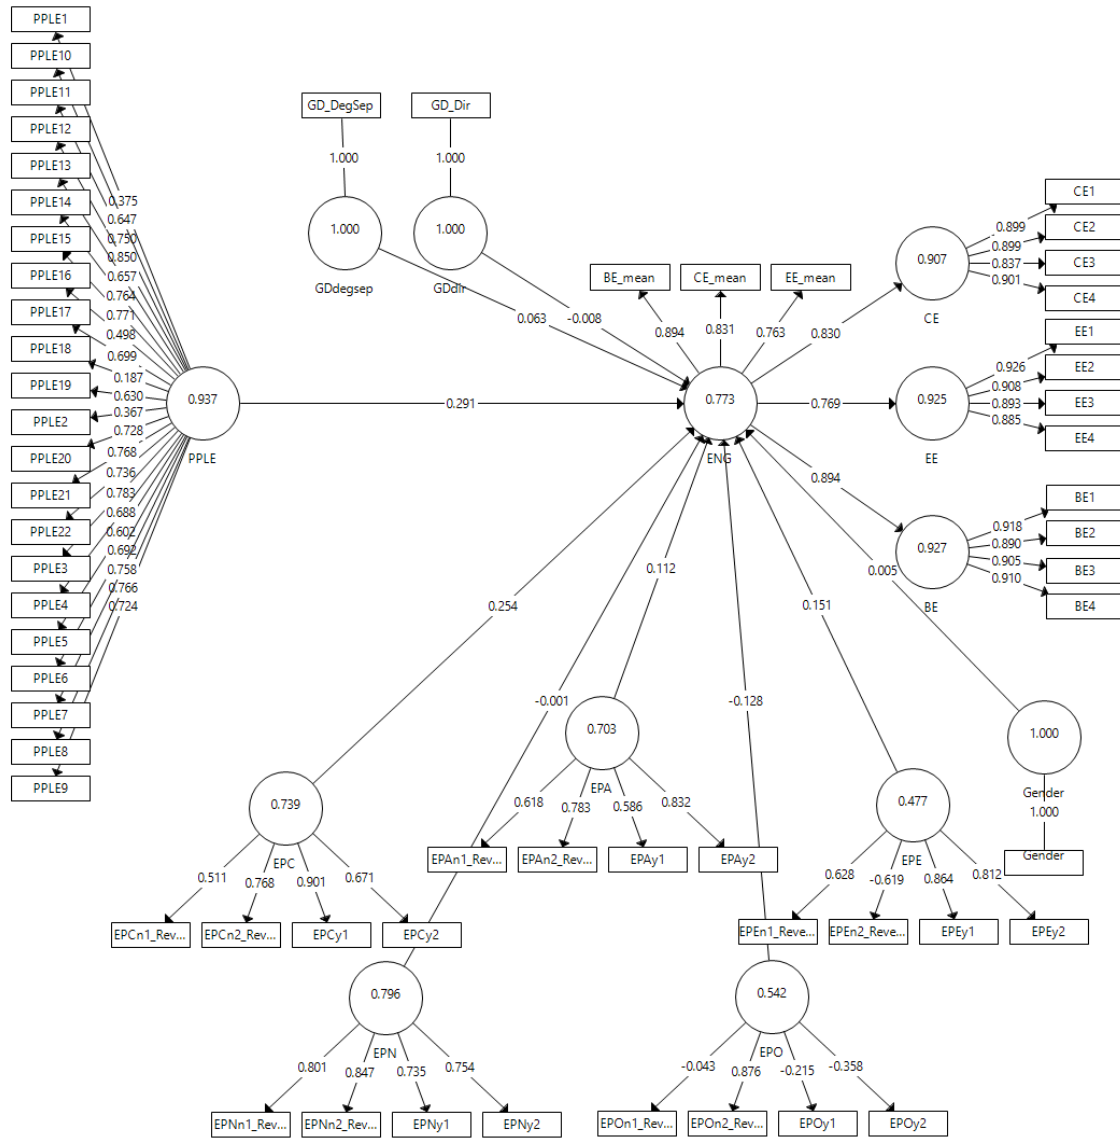 PPLE1
PPLE10
PPLE11
PPLE12
PPLE13
PPLE14
PPLE15
PPLE16
PPLE17
PPLE18
PPLE19
PPLE2
PPLE20
PPLE21
PPLE22
PPLE3
PPLE4
PPLE5
PPLE6
PPLE7
PPLE8
PPLE9
0.375
0.647
0.750
0.850
0.657
0.764
0.771
0.498
0.699
0.187
0.630
0.367
0.728
0.768
0.736
0.783
0.688
0.602
0.692
0.758
0.766
0.724
0.937
PPLE
GD_DegSep
GD_Dir
1.000
1.000
1.000
1.000
GDdegsep
GDdir
0.063
-0.008
0.291
BE_mean
CE_mean
EE_mean
0.894
0.831
0.763
0.773
ENG
0.830
0.769
0.894
0.907
CE
0.899
0.899
0.837
0.901
CE1
CE2
CE3
CE4
0.925
EE
0.926
0.908
0.893
0.885
EE1
EE2
EE3
EE4
0.927
BE
0.918
0.890
0.905
0.910
BE1
BE2
BE3
BE4
0.254
-0.001
0.112
-0.128
0.151
0.005
1.000
Gender
1.000
Gender
0.739
EPC
0.511
0.768
0.901
0.671
EPCn1_Rev...
EPCn2_Rev...
EPCy1
EPCy2
0.703
EPA
0.618
0.783
0.586
0.832
EPAn1_Rev...
EPAn2_Rev...
EPAy1
EPAy2
0.477
EPE
0.628
-0.619
0.864
0.812
EPEn1_Reve...
EPEn2_Reve...
EPEy1
EPEy2
0.796
EPN
0.801
0.847
0.735
0.754
EPNn1_Rev...
EPNn2_Rev...
EPNy1
EPNy2
0.542
EPO
-0.043
0.876
-0.215
-0.358
EPOn1_Rev...
EPOn2_Rev...
EPOy1
EPOy2